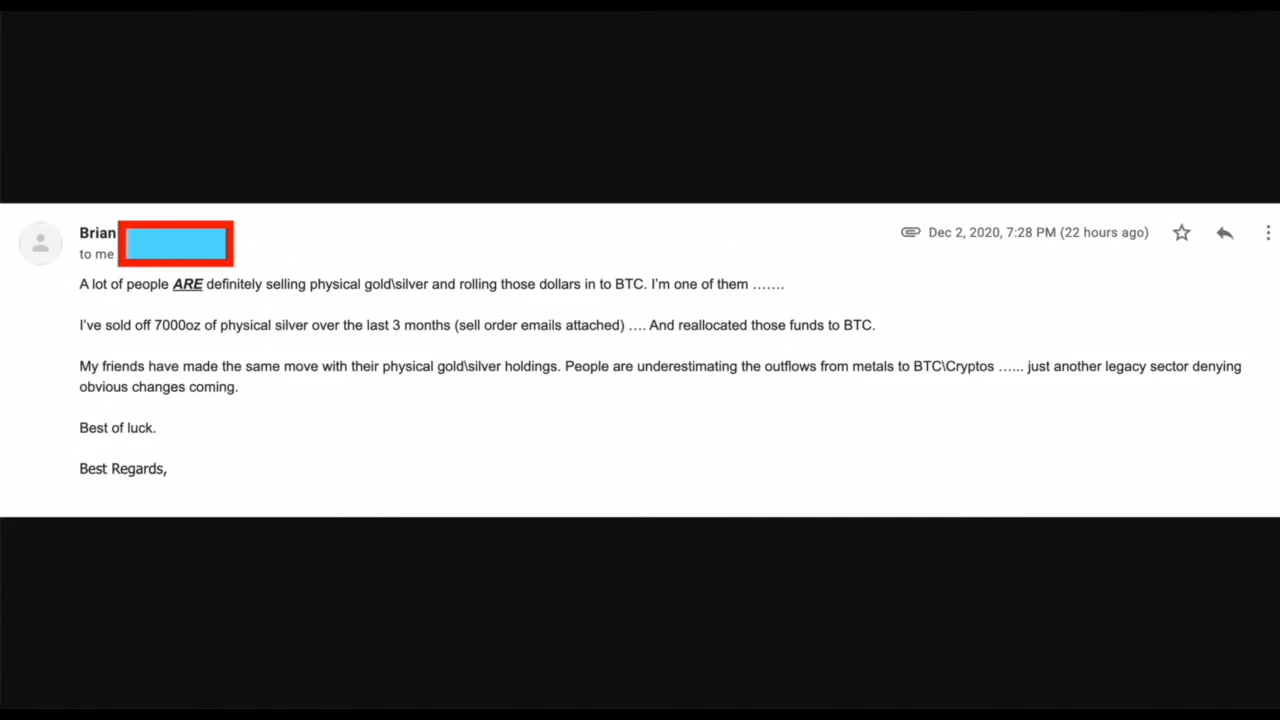 Brian
Dec 2, 2020, 7:28 PM (22 hours ago)
to me
A lot of people ARE definitely selling physical gold\silver and rolling those dollars in to BTC. I'm one of them …….
I've sold off 7000oz of physical silver over the last 3 months (sell order emails attached) …. And reallocated those funds to BTC.
My friends have made the same move with their physical gold\silver holdings. People are underestimating the outflows from metals to BTC\Cryptos …... just another legacy sector denying
obvious changes coming.
Best of luck.
Best Regards,